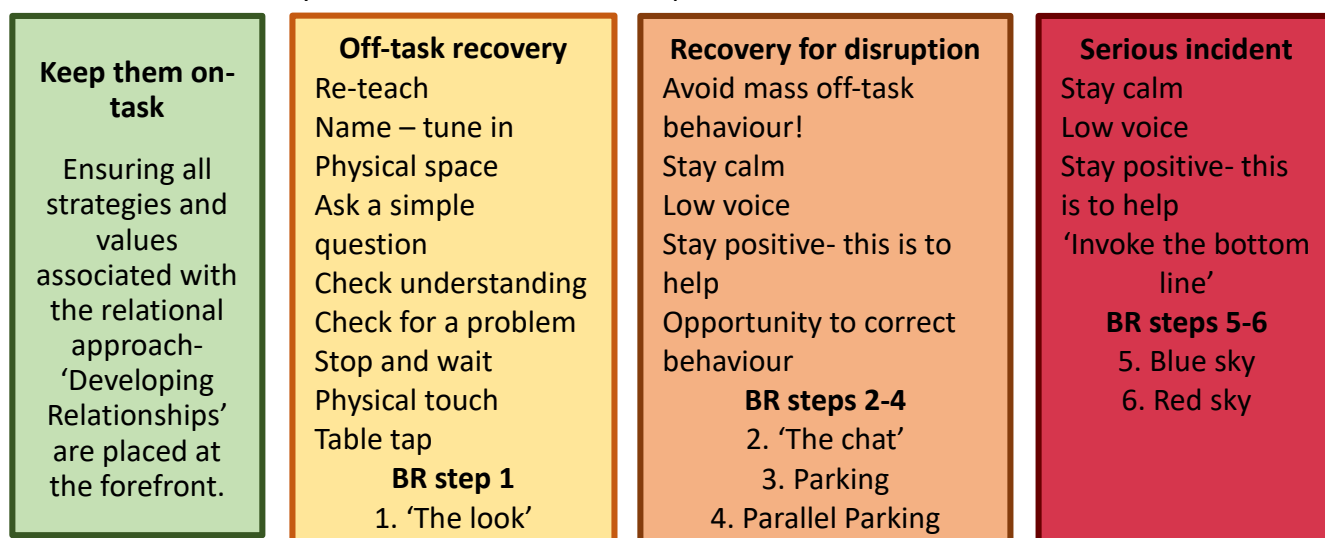 Keep them on-
task
Ensuring all
strategies and
values
associated with
the relational
approach-
‘Developing
Relationships’
are placed at
the forefront.
Off-task recovery
Re-teach
Name – tune in
Physical space
Ask a simple
question
Check understanding
Check for a problem
Stop and wait
Physical touch
Table tap
BR step 1
1. ‘The look’
Recovery for disruption
Avoid mass off-task
behaviour!
Stay calm
Low voice
Stay positive- this is to
help
Opportunity to correct
behaviour
BR steps 2-4
2. ‘The chat’
3. Parking
4. Parallel Parking
Serious incident
Stay calm
Low voice
Stay positive- this
is to help
‘Invoke the bottom
line’
BR steps 5-6
5. Blue sky
6. Red sky